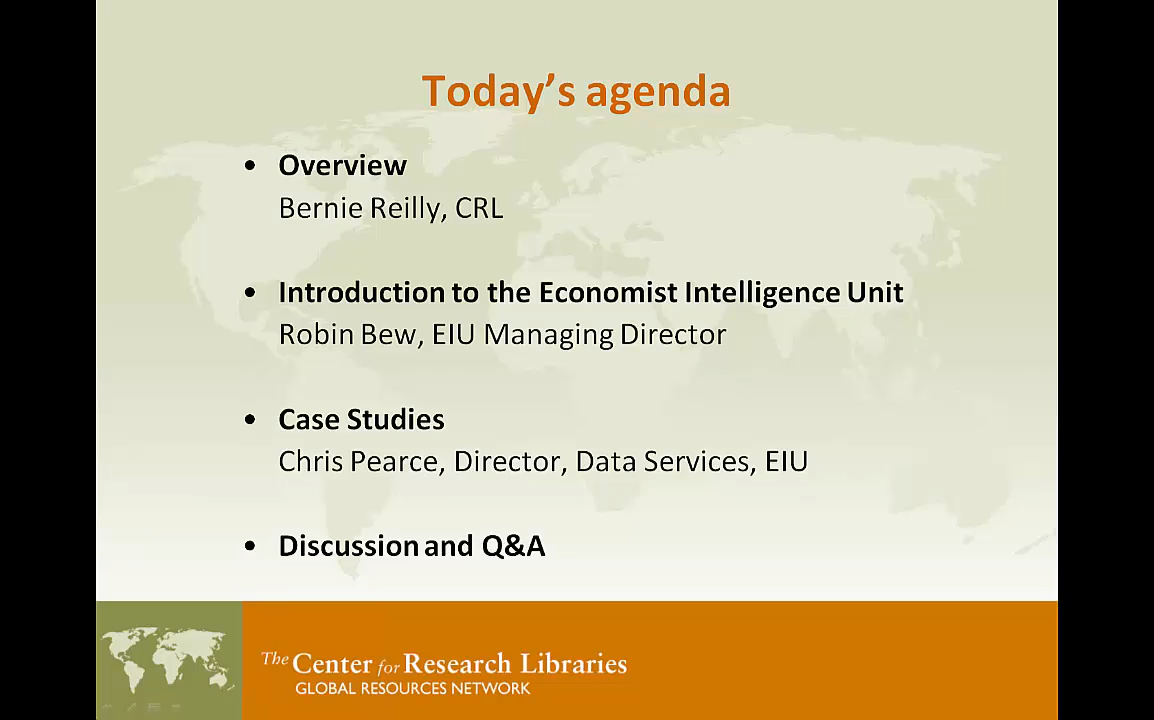 Today’s agenda
• Overview
Bernie Reilly, CRL
• Introduction to the Economist Intelligence Unit
Robin Bew, EIU Managing Director
• Case Studies
Chris Pearce, Director, Data Services, EIU
• Discussion and Q&A
The Center for Research Libraries
GLOBAL RESOURCES NETWORK